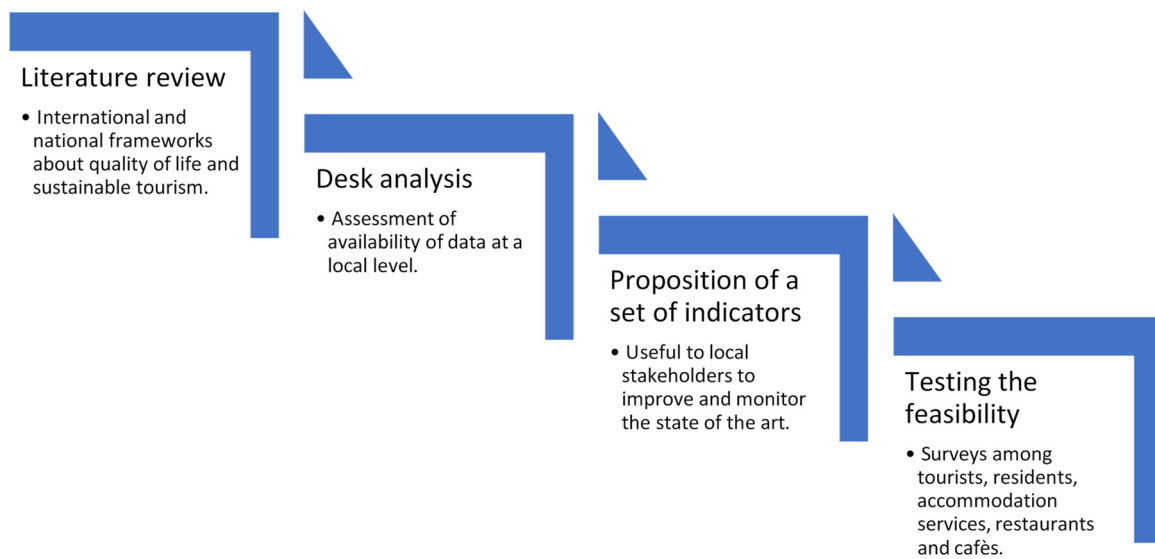 Literature review
• International and
national frameworks
about quality of life and
sustainable tourism.
Desk analysis
• Assessment of
availability of data at a
local level.
Proposition of a
set of indicators
• Useful to local
stakeholders to
improve and monitor
the state of the art.
Testing the
feasibility
• Surveys among
tourists, residents,
accommodation
services, restaurants
and cafès.